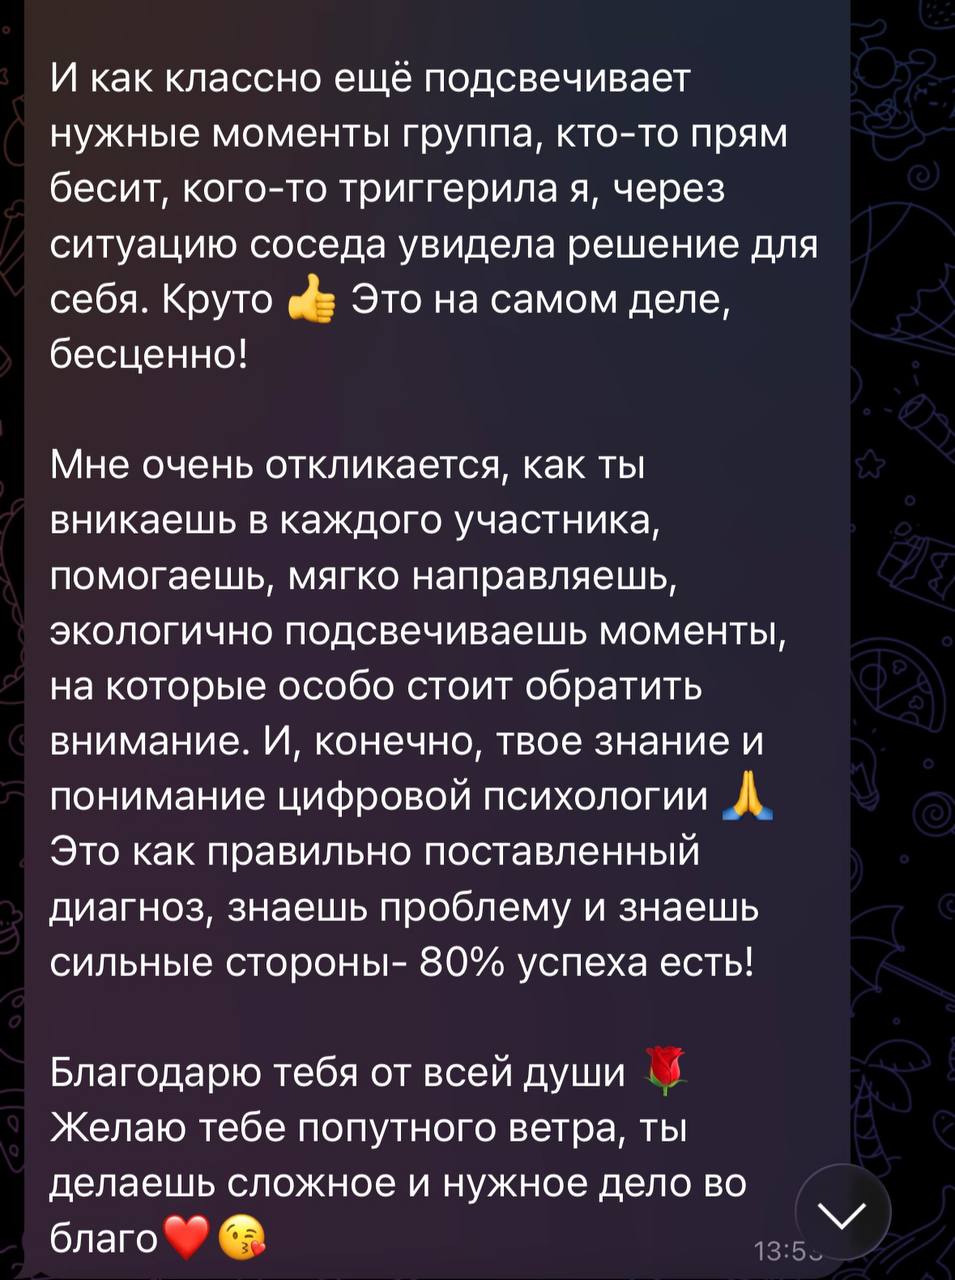 И как классно ещё подсвечивает
нужные моменты группа, кто-то прям
бесит, кого-то триггерила я, через
ситуацию соседа увидела решение для
себя. Круто 👍 Это на самом деле,
бесценно!
Мне очень откликается, как ты
вникаешь в каждого участника,
помогаешь, мягко направляешь,
экологично подсвечиваешь моменты,
на которые особо стоит обратить
внимание. И, конечно, твое знание и
понимание цифровой психологии 🙏
Это как правильно поставленный
диагноз, знаешь проблему и знаешь
сильные стороны- 80% успеха есть!
Благодарю тебя от всей души 🌹
Желаю тебе попутного ветра, ты
делаешь сложное и нужное дело во
благо❤️😘